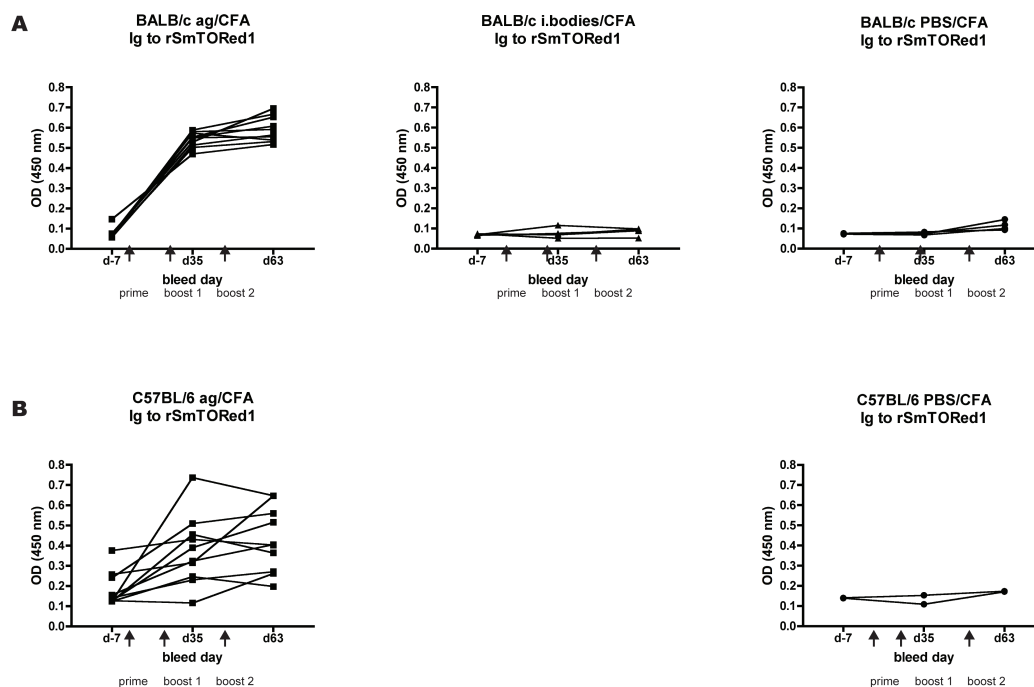 A
BALB/c ag/CFA
Ig to rSmTORed1
OD (450 nm)
0.8
0.7
0.6
0.5
0.4
0.3
0.2
0.1
0.0
d-7 d35 d63
bleed day
prime boost 1 boost 2
BALB/c i.bodies/CFA
Ig to rSmTORed1
OD (450 nm)
0.8
0.7
0.6
0.5
0.4
0.3
0.2
0.1
0.0
d-7 d35 d63
bleed day
prime boost 1 boost 2
BALB/c PBS/CFA
Ig to rSmTORed1
OD (450 nm)
0.8
0.7
0.6
0.5
0.4
0.3
0.2
0.1
0.0
d-7 d35 d63
bleed day
prime boost 1 boost 2
B
C57BL/6 ag/CFA
Ig to rSmTORed1
OD (450 nm)
0.8
0.7
0.6
0.5
0.4
0.3
0.2
0.1
0.0
d-7 d35 d63
bleed day
prime boost 1 boost 2
C57BL/6 PBS/CFA
Ig to rSmTORed1
OD (450 nm)
0.8
0.7
0.6
0.5
0.4
0.3
0.2
0.1
0.0
d-7 d35 d63
bleed day
prime boost 1 boost 2